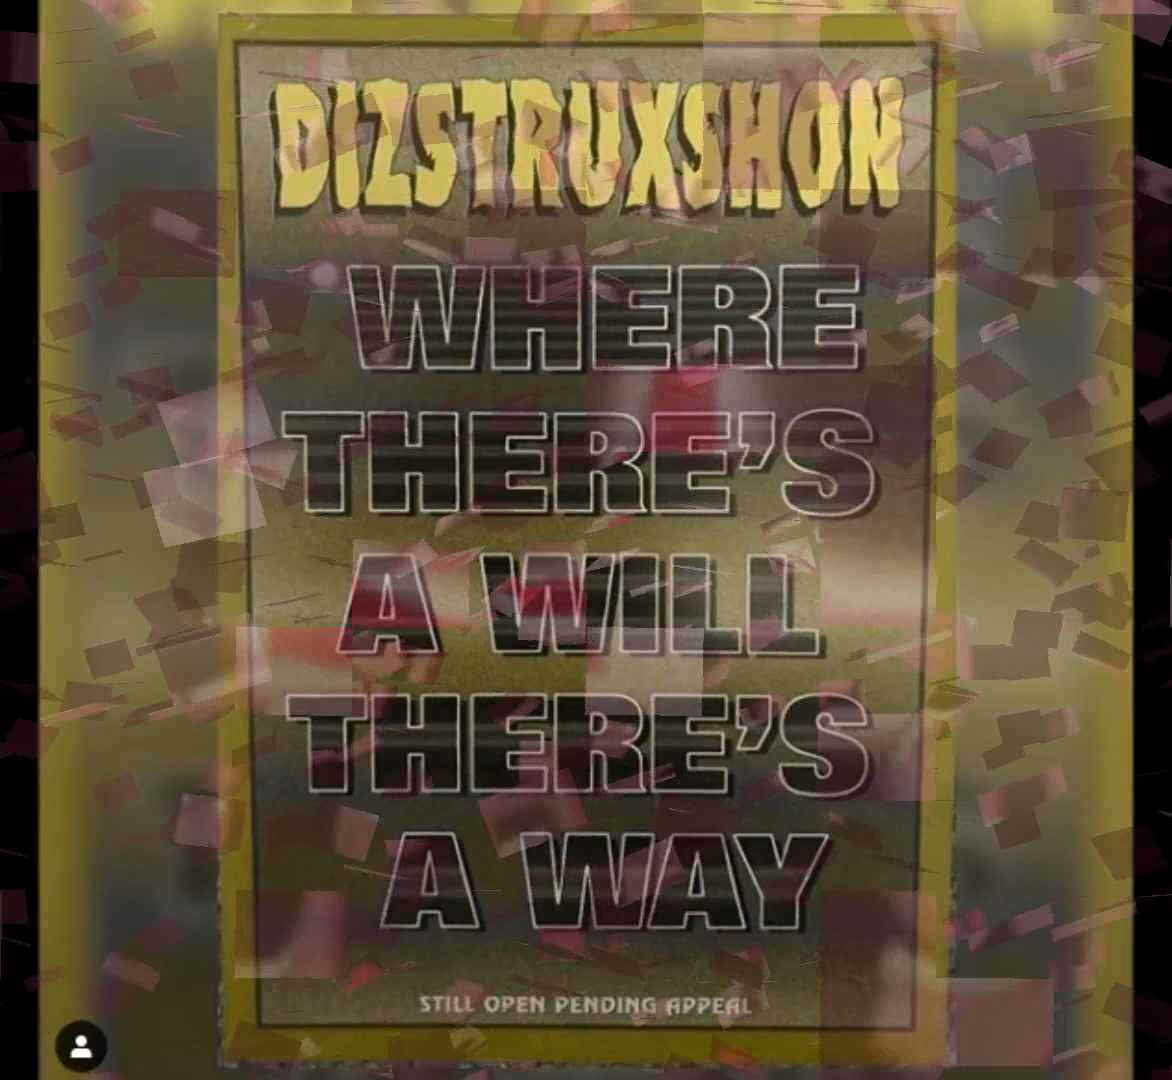 DIZSTRUXSHON
WHERE
THERE'S
A WILL
THERE'S
A WAY
STILL OPEN PENDING APPEAL